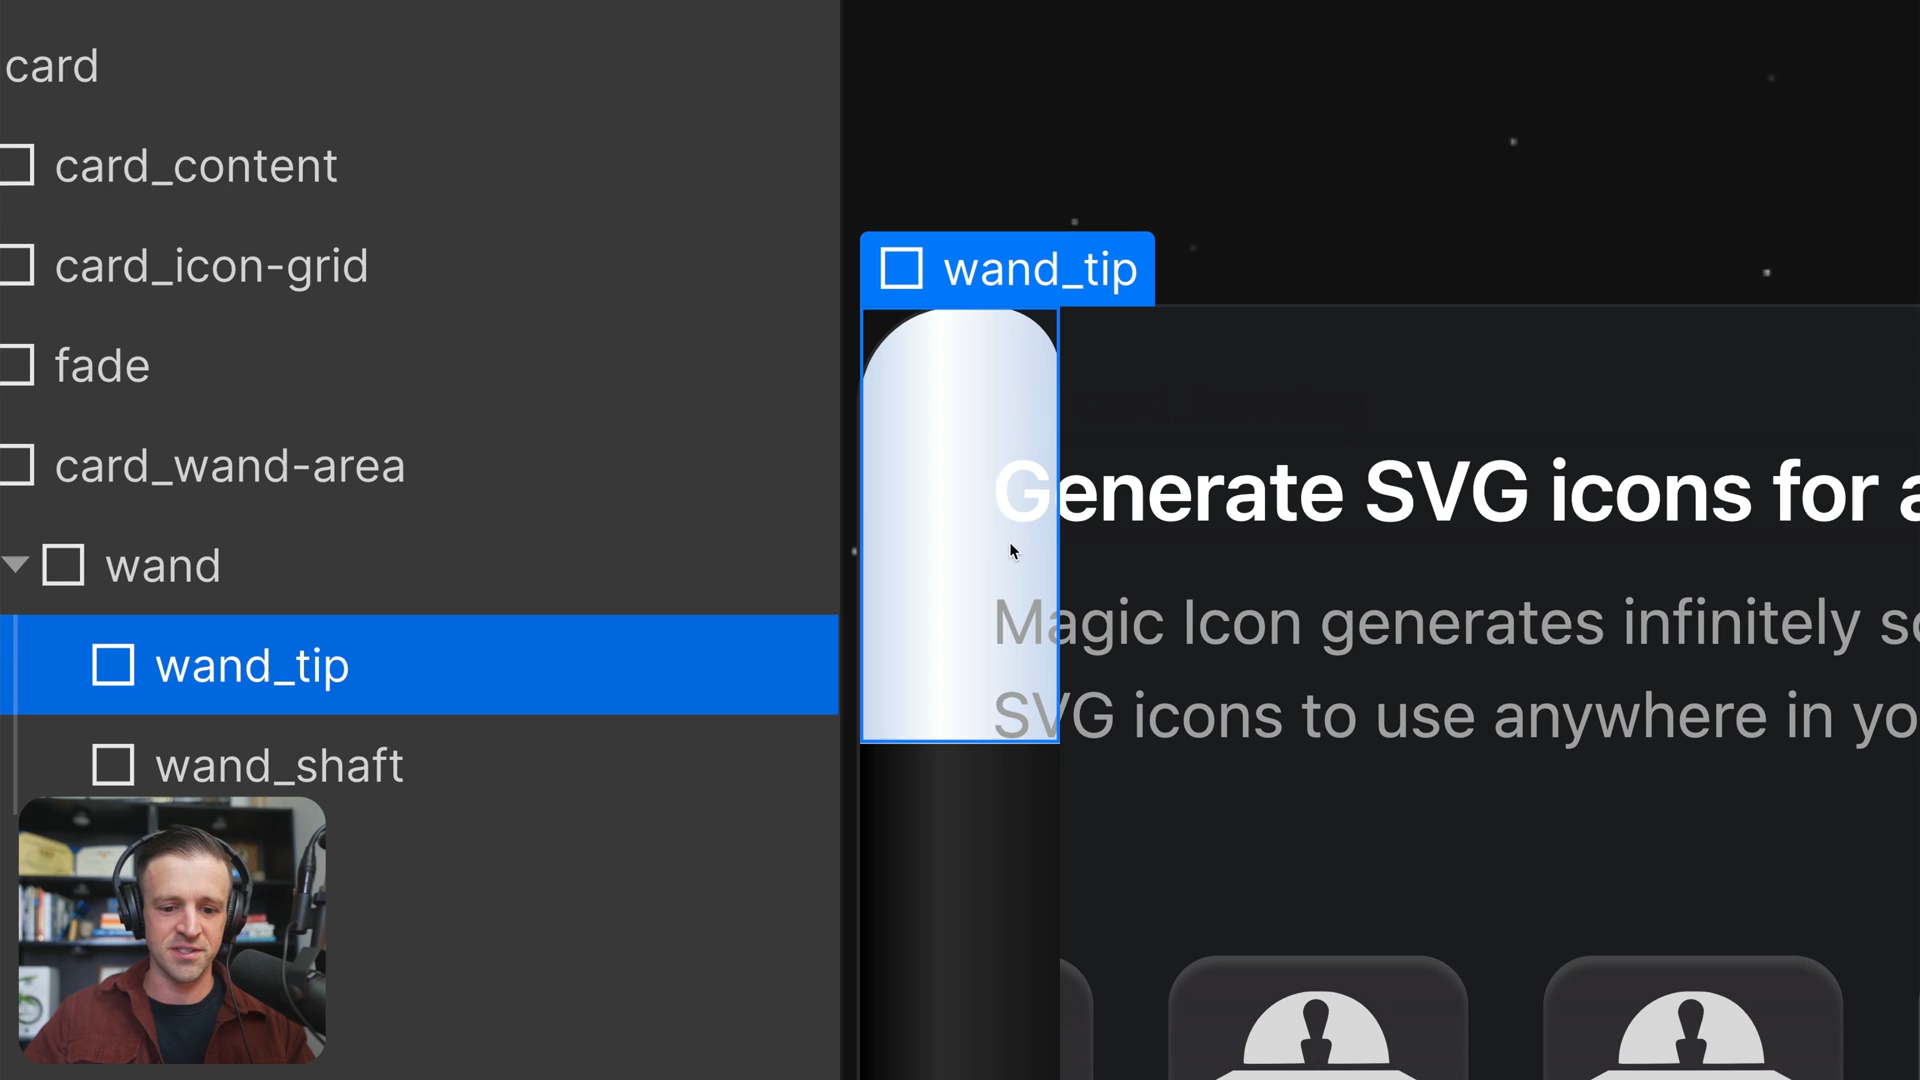 card
card_content
card_icon-grid
fade
card_wand-area
wand
wand_tip
wand_shaft
wand_tip
Generate SVG icons for a
Magic Icon generates infinitely sc
SVG icons to use anywhere in yo